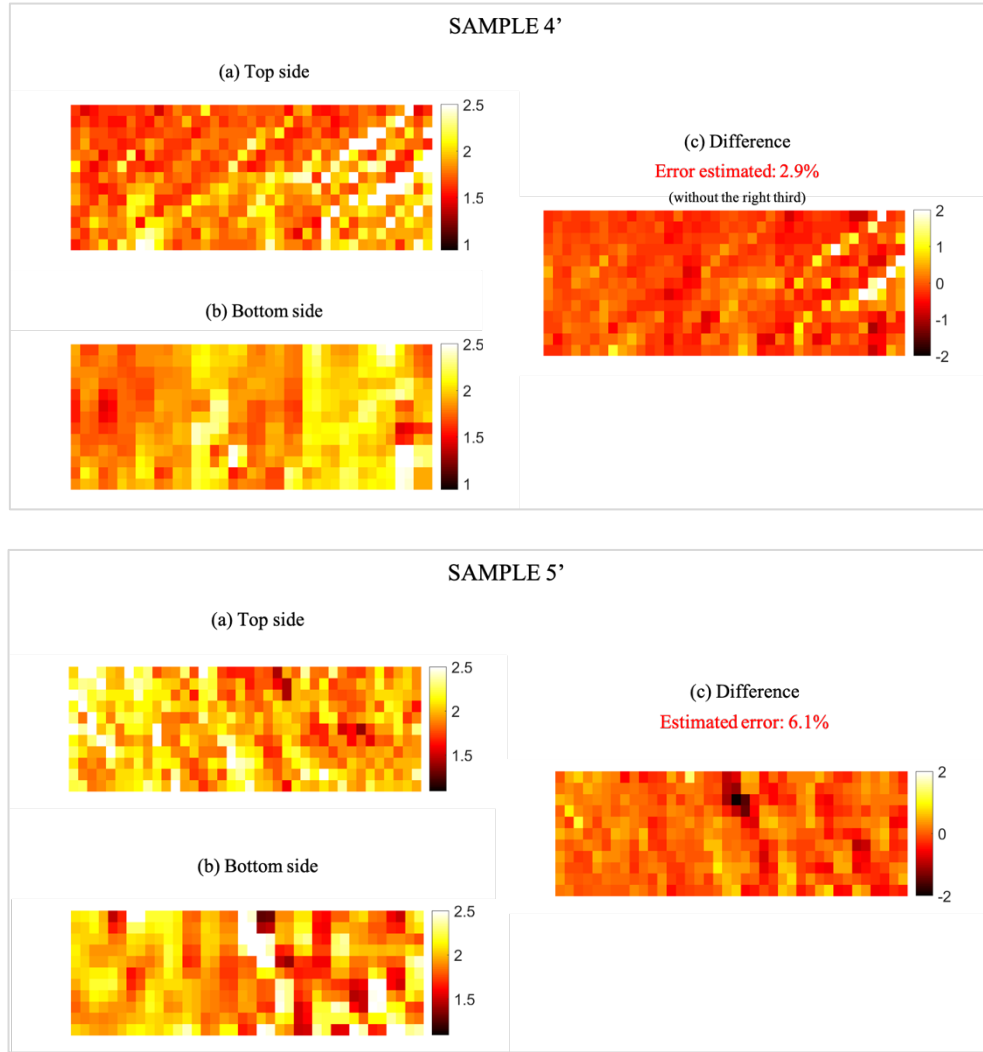 SAMPLE 4’
(a) Top side
2.5
2
1.5
1
(b) Bottom side
2.5
2
1.5
1
(c) Difference
Error estimated: 2.9%
(without the right third)
2
1
0
-1
-2
SAMPLE 5’
(a) Top side
2.5
2
1.5
(b) Bottom side
2.5
2
1.5
(c) Difference
Estimated error: 6.1%
2
0
-2